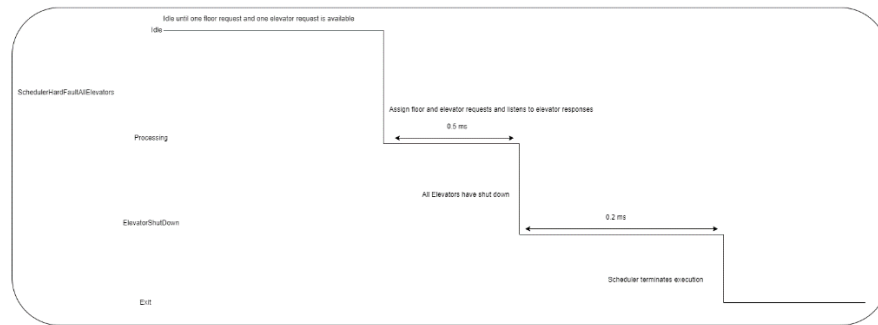 Idle until one floor request and one elevator request is available
Idle
SchedulerHardFaultAllElevators
Assign floor and elevator requests and listens to elevator responses
0.5 ms
Processing
All Elevators have shut down
0.2 ms
ElevatorShutDown
Scheduler terminates execution
Exit